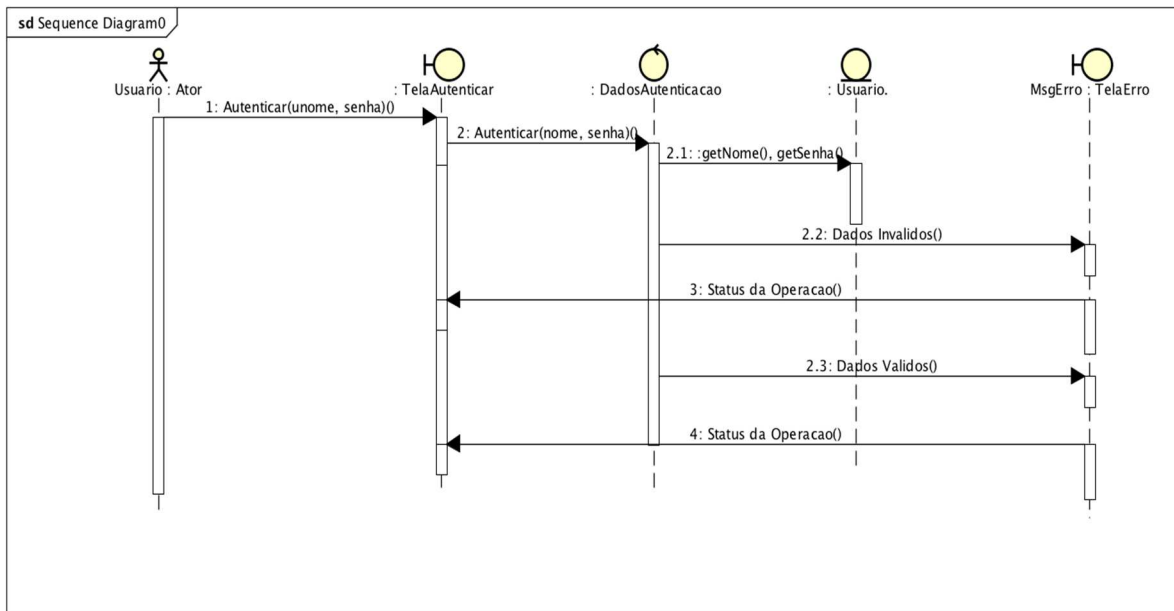 sd Sequence Diagram0
Usuario : Ator
: TelaAutenticar
: DadosAutenticacao
: Usuario.
MsgErro : TelaErro
1: Autenticar(unome, senha)()
2: Autenticar(nome, senha)()
2.1: :getNome(), getSenha()
2.2: Dados Invalidos()
3: Status da Operacao()
2.3: Dados Validos()
4: Status da Operacao()